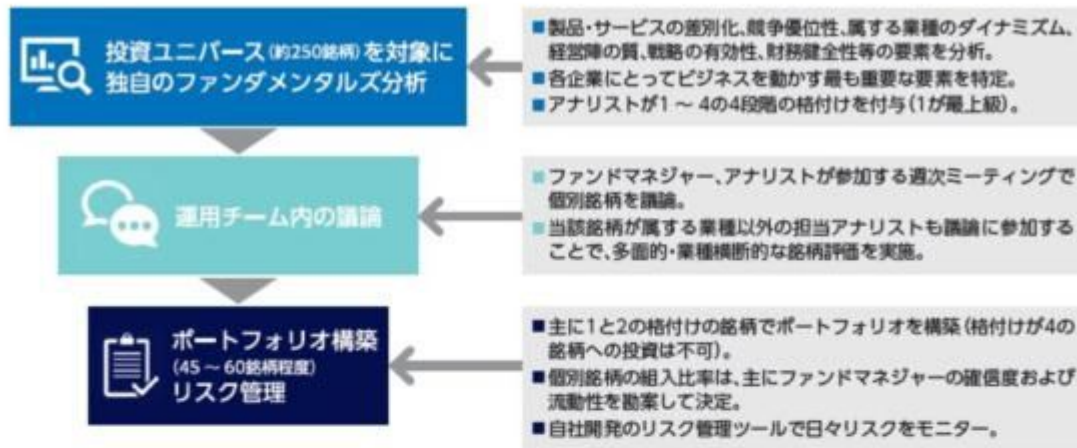 投資ユニバース(約250銘柄)を対象に
独自のファンダメンタルズ分析
■製品・サービスの差別化、競争優位性、属する業種のダイナミズム、
経営陣の質、戦略の有効性、財務健全性等の要素を分析。
■各企業にとってビジネスを動かす最も重要な要素を特定。
■アナリストが1～4の4段階の格付けを付与(1が最上級)。
運用チーム内の議論
■ファンドマネジャー、アナリストが参加する週次ミーティングで
個別銘柄を議論。
■当該銘柄が属する業種以外の担当アナリストも議論に参加する
ことで、多面的・業種横断的な銘柄評価を実施。
ポートフォリオ構築
(45～60銘柄程度)
リスク管理
■主に1と2の格付けの銘柄でポートフォリオを構築(格付けが4の
銘柄への投資は不可)。
■個別銘柄の組入比率は、主にファンドマネジャーの確信度および
流動性を勘案して決定。
■自社開発のリスク管理ツールで日々リスクをモニター。